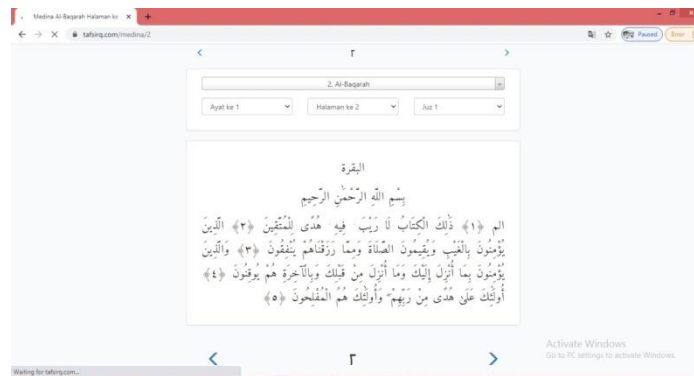 Medina Al-Baqarah Halaman ke
tafsirq.com/medina/2
Paused
Error
٢
2. Al-Baqarah
Ayat ke 1
Halaman ke 2
Juz 1
البقرة
بِسْمِ اللَّهِ الرَّحْمَٰنِ الرَّحِيمِ
الم ﴿١﴾ ذَٰلِكَ الْكِتَابُ لَا رَيْبَ ۛ فِيهِ ۛ هُدًى لِلْمُتَّقِينَ ﴿٢﴾ الَّذِينَ
يُؤْمِنُونَ بِالْغَيْبِ وَيُقِيمُونَ الصَّلَاةَ وَمِمَّا رَزَقْنَاهُمْ يُنْفِقُونَ ﴿٣﴾ وَالَّذِينَ
يُؤْمِنُونَ بِمَا أُنْزِلَ إِلَيْكَ وَمَا أُنْزِلَ مِنْ قَبْلِكَ وَبِالْآخِرَةِ هُمْ يُوقِنُونَ ﴿٤﴾
أُولَٰئِكَ عَلَىٰ هُدًى مِنْ رَبِّهِمْ ۖ وَأُولَٰئِكَ هُمُ الْمُفْلِحُونَ ﴿٥﴾
٢
Activate Windows
Go to PC settings to activate Windows.
Waiting for tafsirq.com...